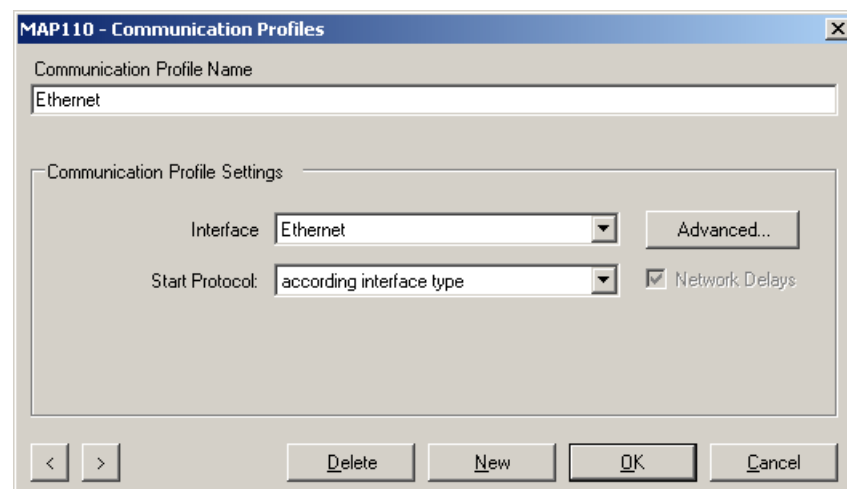 MAP110 - Communication Profiles
Communication Profile Name
Ethernet
Communication Profile Settings
Interface Ethernet Advanced...
Start Protocol: according interface type Network Delays
< > Delete New OK Cancel